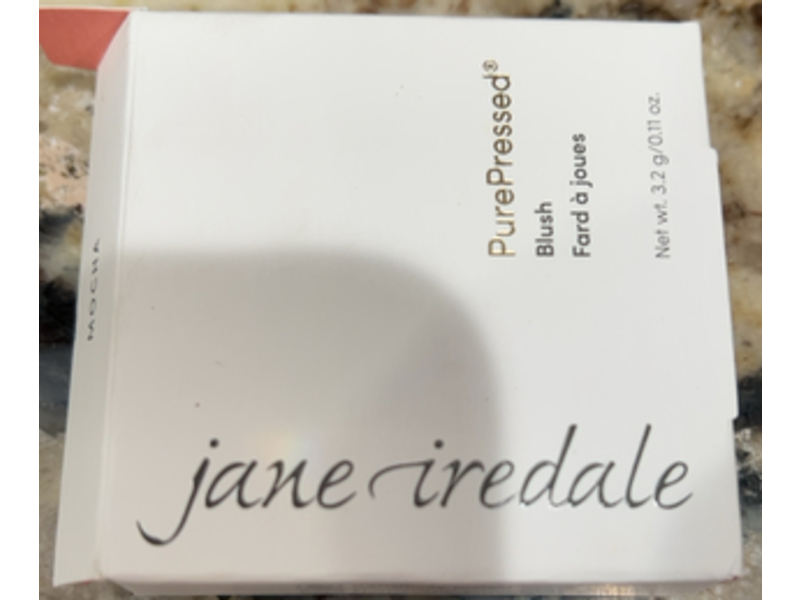 PurePressed®
Blush
Fard à joues
Net wt. 3.2 g/0.11 oz.
jane iredale
MOCHA